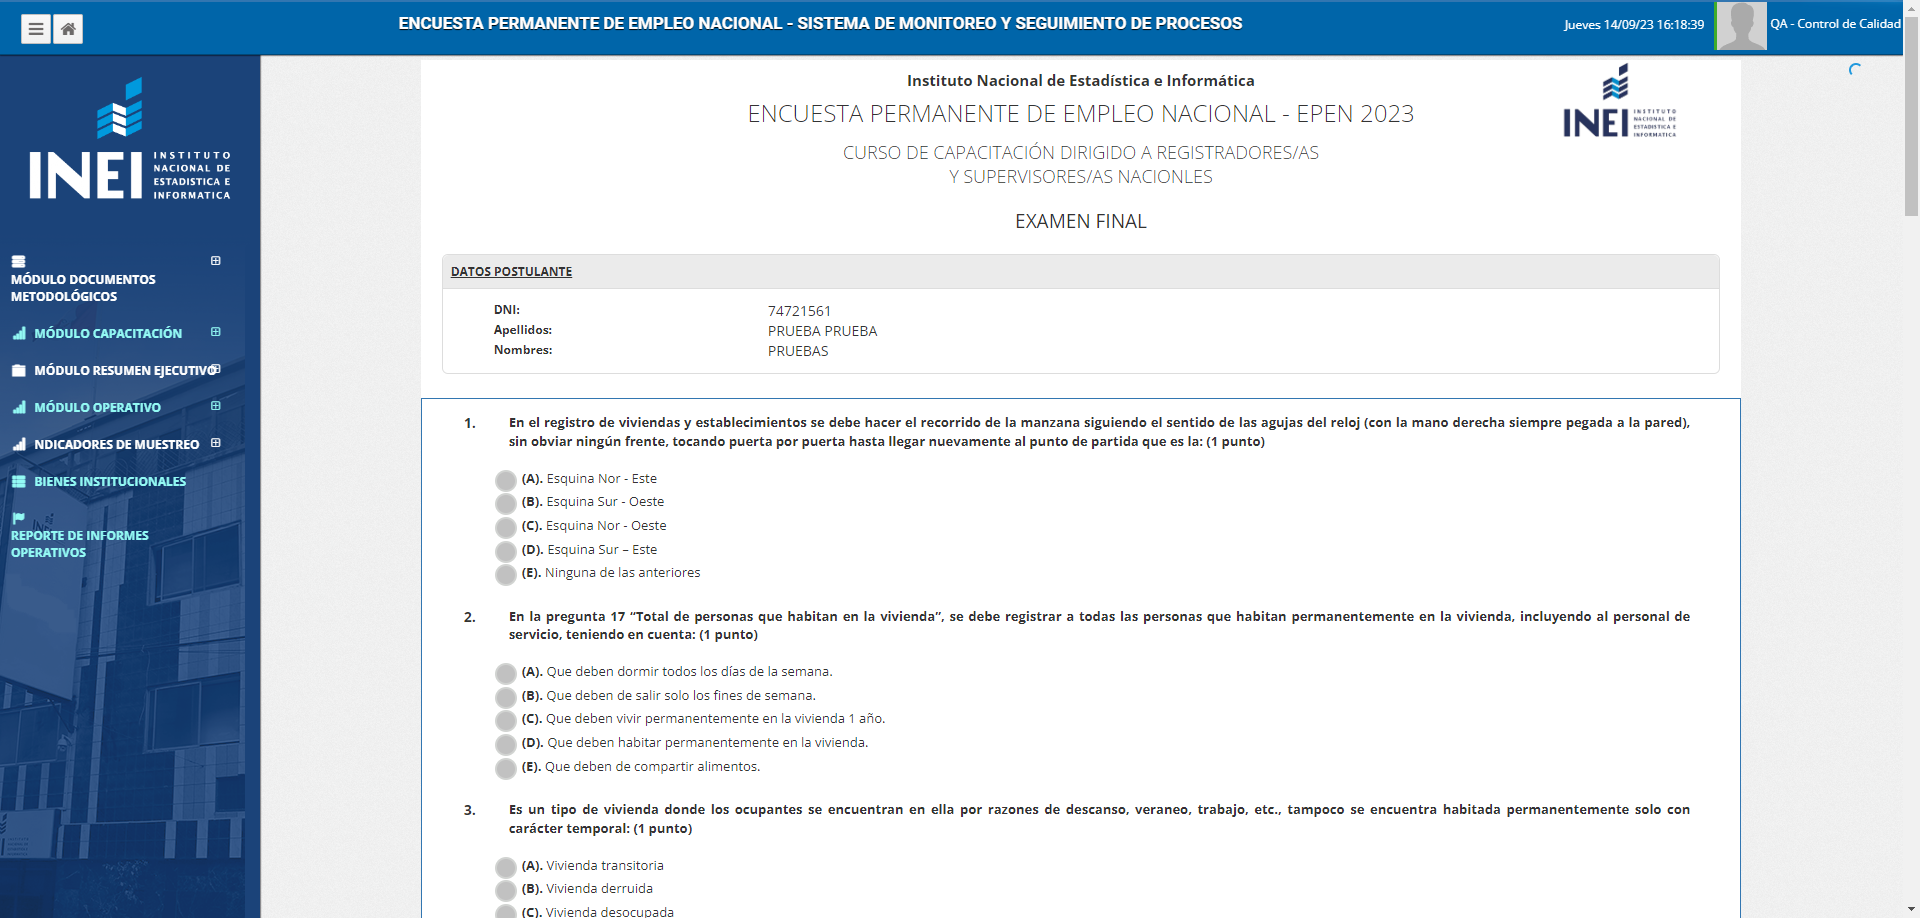 ENCUESTA PERMANENTE DE EMPLEO NACIONAL - SISTEMA DE MONITOREO Y SEGUIMIENTO DE PROCESOS
Jueves 14/09/23 16:18:39
QA - Control de Calidad
INEI
INSTITUTO
NACIONAL DE
ESTADISTICA E
INFORMATICA
MÓDULO DOCUMENTOS
METODOLÓGICOS
MÓDULO CAPACITACIÓN
MÓDULO RESUMEN EJECUTIVO
MÓDULO OPERATIVO
NDICADORES DE MUESTREO
BIENES INSTITUCIONALES
REPORTE DE INFORMES
OPERATIVOS
Instituto Nacional de Estadística e Informática
ENCUESTA PERMANENTE DE EMPLEO NACIONAL - EPEN 2023
CURSO DE CAPACITACIÓN DIRIGIDO A REGISTRADORES/AS
Y SUPERVISORES/AS NACIONLES
EXAMEN FINAL
INEI
INSTITUTO
NACIONAL DE
ESTADISTICA E
INFORMATICA
DATOS POSTULANTE
DNI: 74721561
Apellidos: PRUEBA PRUEBA
Nombres: PRUEBAS
1. En el registro de viviendas y establecimientos se debe hacer el recorrido de la manzana siguiendo el sentido de las agujas del reloj (con la mano derecha siempre pegada a la pared),
sin obviar ningún frente, tocando puerta por puerta hasta llegar nuevamente al punto de partida que es la: (1 punto)
(A). Esquina Nor - Este
(B). Esquina Sur - Oeste
(C). Esquina Nor - Oeste
(D). Esquina Sur – Este
(E). Ninguna de las anteriores
2. En la pregunta 17 “Total de personas que habitan en la vivienda”, se debe registrar a todas las personas que habitan permanentemente en la vivienda, incluyendo al personal de
servicio, teniendo en cuenta: (1 punto)
(A). Que deben dormir todos los días de la semana.
(B). Que deben de salir solo los fines de semana.
(C). Que deben vivir permanentemente en la vivienda 1 año.
(D). Que deben habitar permanentemente en la vivienda.
(E). Que deben de compartir alimentos.
3. Es un tipo de vivienda donde los ocupantes se encuentran en ella por razones de descanso, veraneo, trabajo, etc., tampoco se encuentra habitada permanentemente solo con
carácter temporal: (1 punto)
(A). Vivienda transitoria
(B). Vivienda derruida
(C). Vivienda desocupada